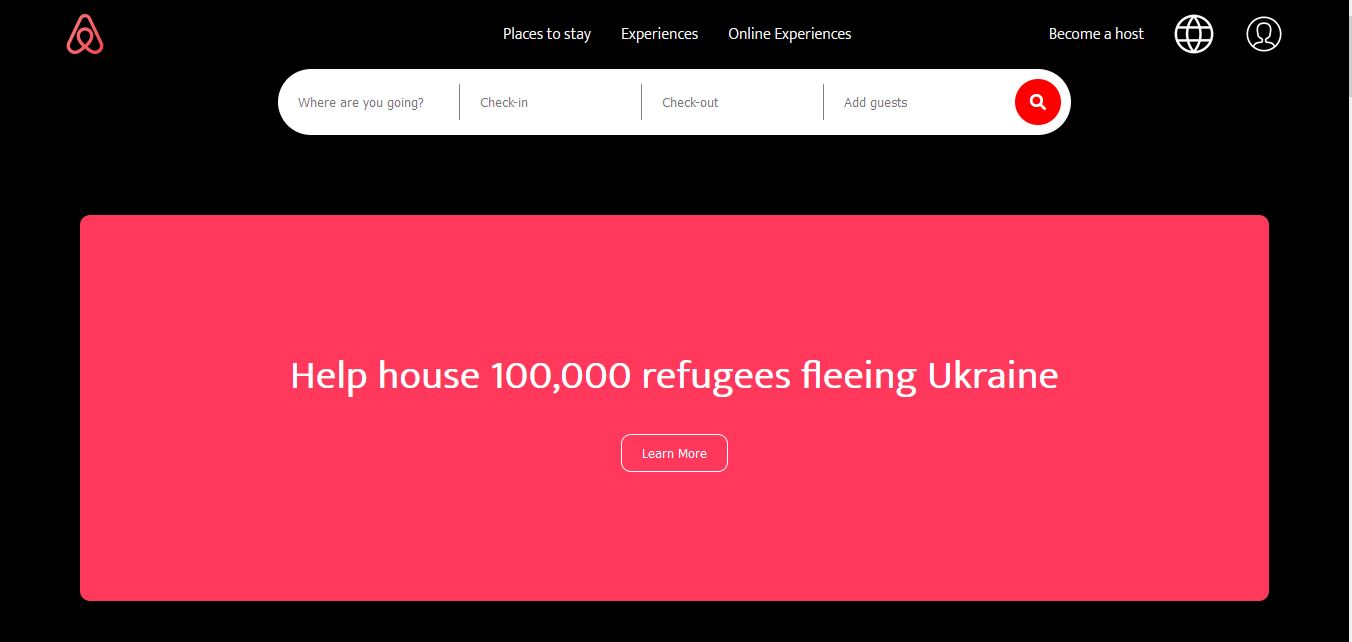 Places to stay
Experiences
Online Experiences
Become a host
Where are you going?
Check-in
Check-out
Add guests
Help house 100,000 refugees fleeing Ukraine
Learn More